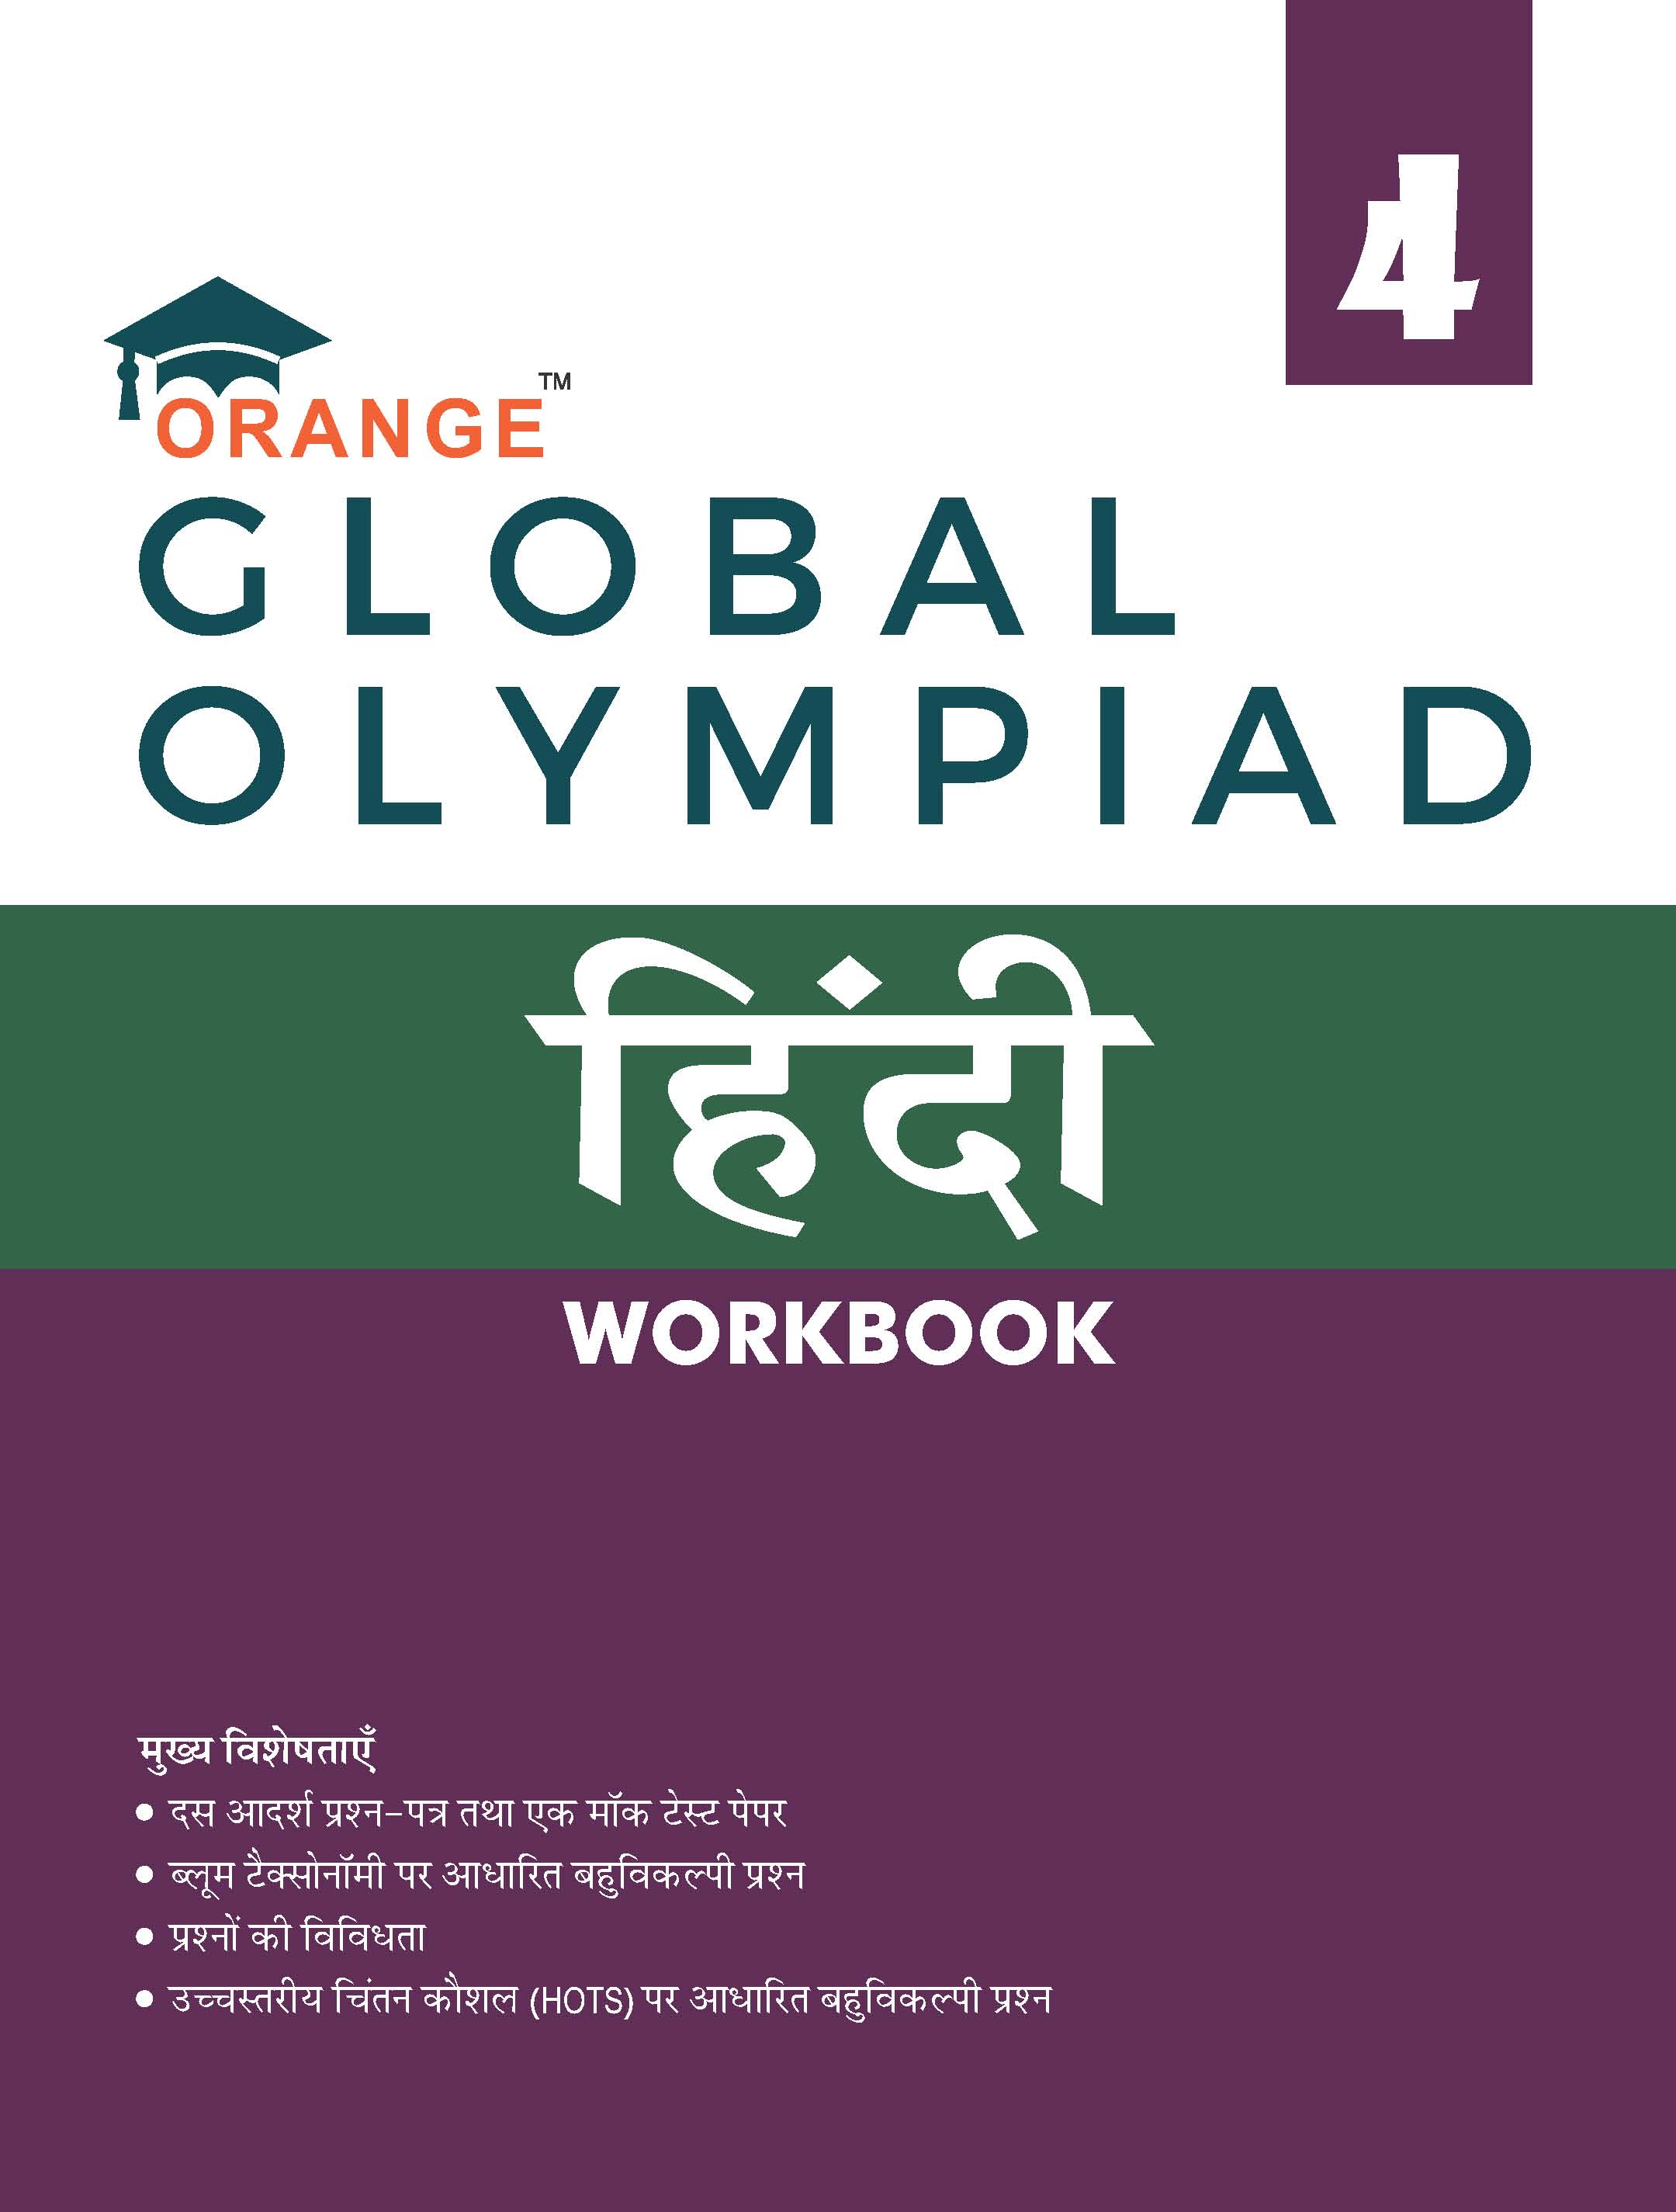 4
ORANGE™
GLOBAL
OLYMPIAD
हिंदी
WORKBOOK
मुख्य विशेषताएँ
• दस आदर्श प्रश्न-पत्र तथा एक मॉक टेस्ट पेपर
• ब्लूम टैक्सोनॉमी पर आधारित बहुविकल्पी प्रश्न
• प्रश्नों की विविधता
• उच्चस्तरीय चिंतन कौशल (HOTS) पर आधारित बहुविकल्पी प्रश्न